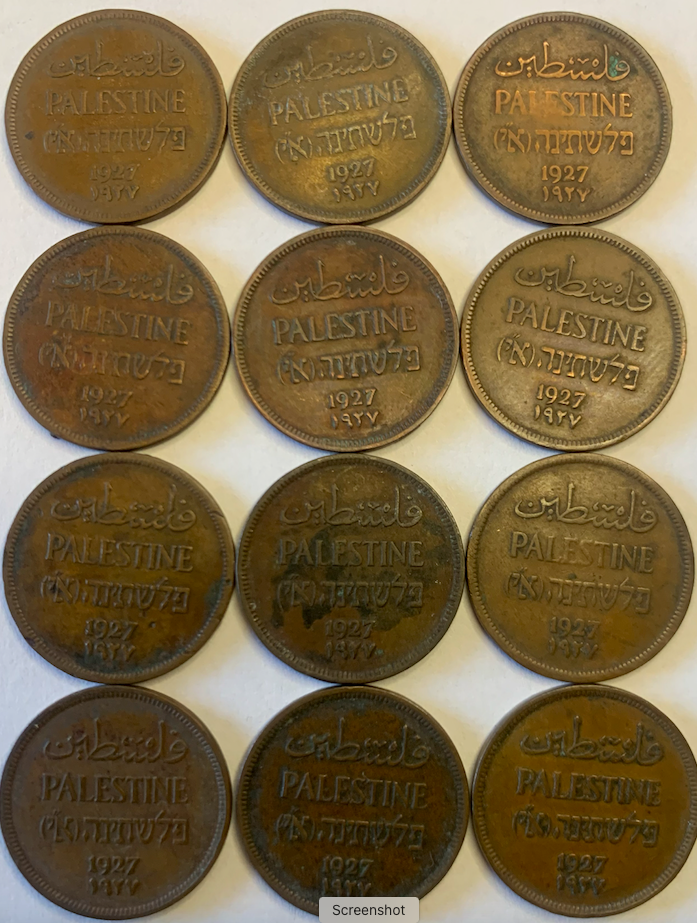 فلسطين
PALESTINE
פלשתינה (א״י)
1927
١٩٢٧
فلسطين
PALESTINE
פלשתינה (א״י)
1927
١٩٢٧
فلسطين
PALESTINE
פלשתינה (א״י)
1927
١٩٢٧
فلسطين
PALESTINE
פלשתינה (א״י)
1927
١٩٢٧
فلسطين
PALESTINE
פלשתינה (א״י)
1927
١٩٢٧
فلسطين
PALESTINE
פלשתינה (א״י)
1927
١٩٢٧
فلسطين
PALESTINE
פלשתינה (א״י)
1927
١٩٢٧
فلسطين
PALESTINE
פלשתינה (א״י)
1927
١٩٢٧
فلسطين
PALESTINE
פלשתינה (א״י)
1927
١٩٢٧
فلسطين
PALESTINE
פלשתינה (א״י)
1927
١٩٢٧
فلسطين
PALESTINE
פלשתינה (א״י)
1927
١٩٢٧
فلسطين
PALESTINE
פלשתינה (א״י)
1927
١٩٢٧
Screenshot